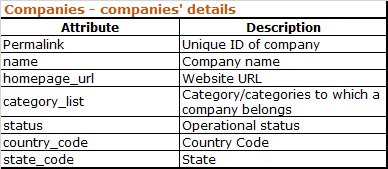 Companies - companies' details
Attribute Description
Permalink Unique ID of company
name Company name
homepage_url Website URL
category_list Category/categories to which a
company belongs
status Operational status
country_code Country Code
state_code State